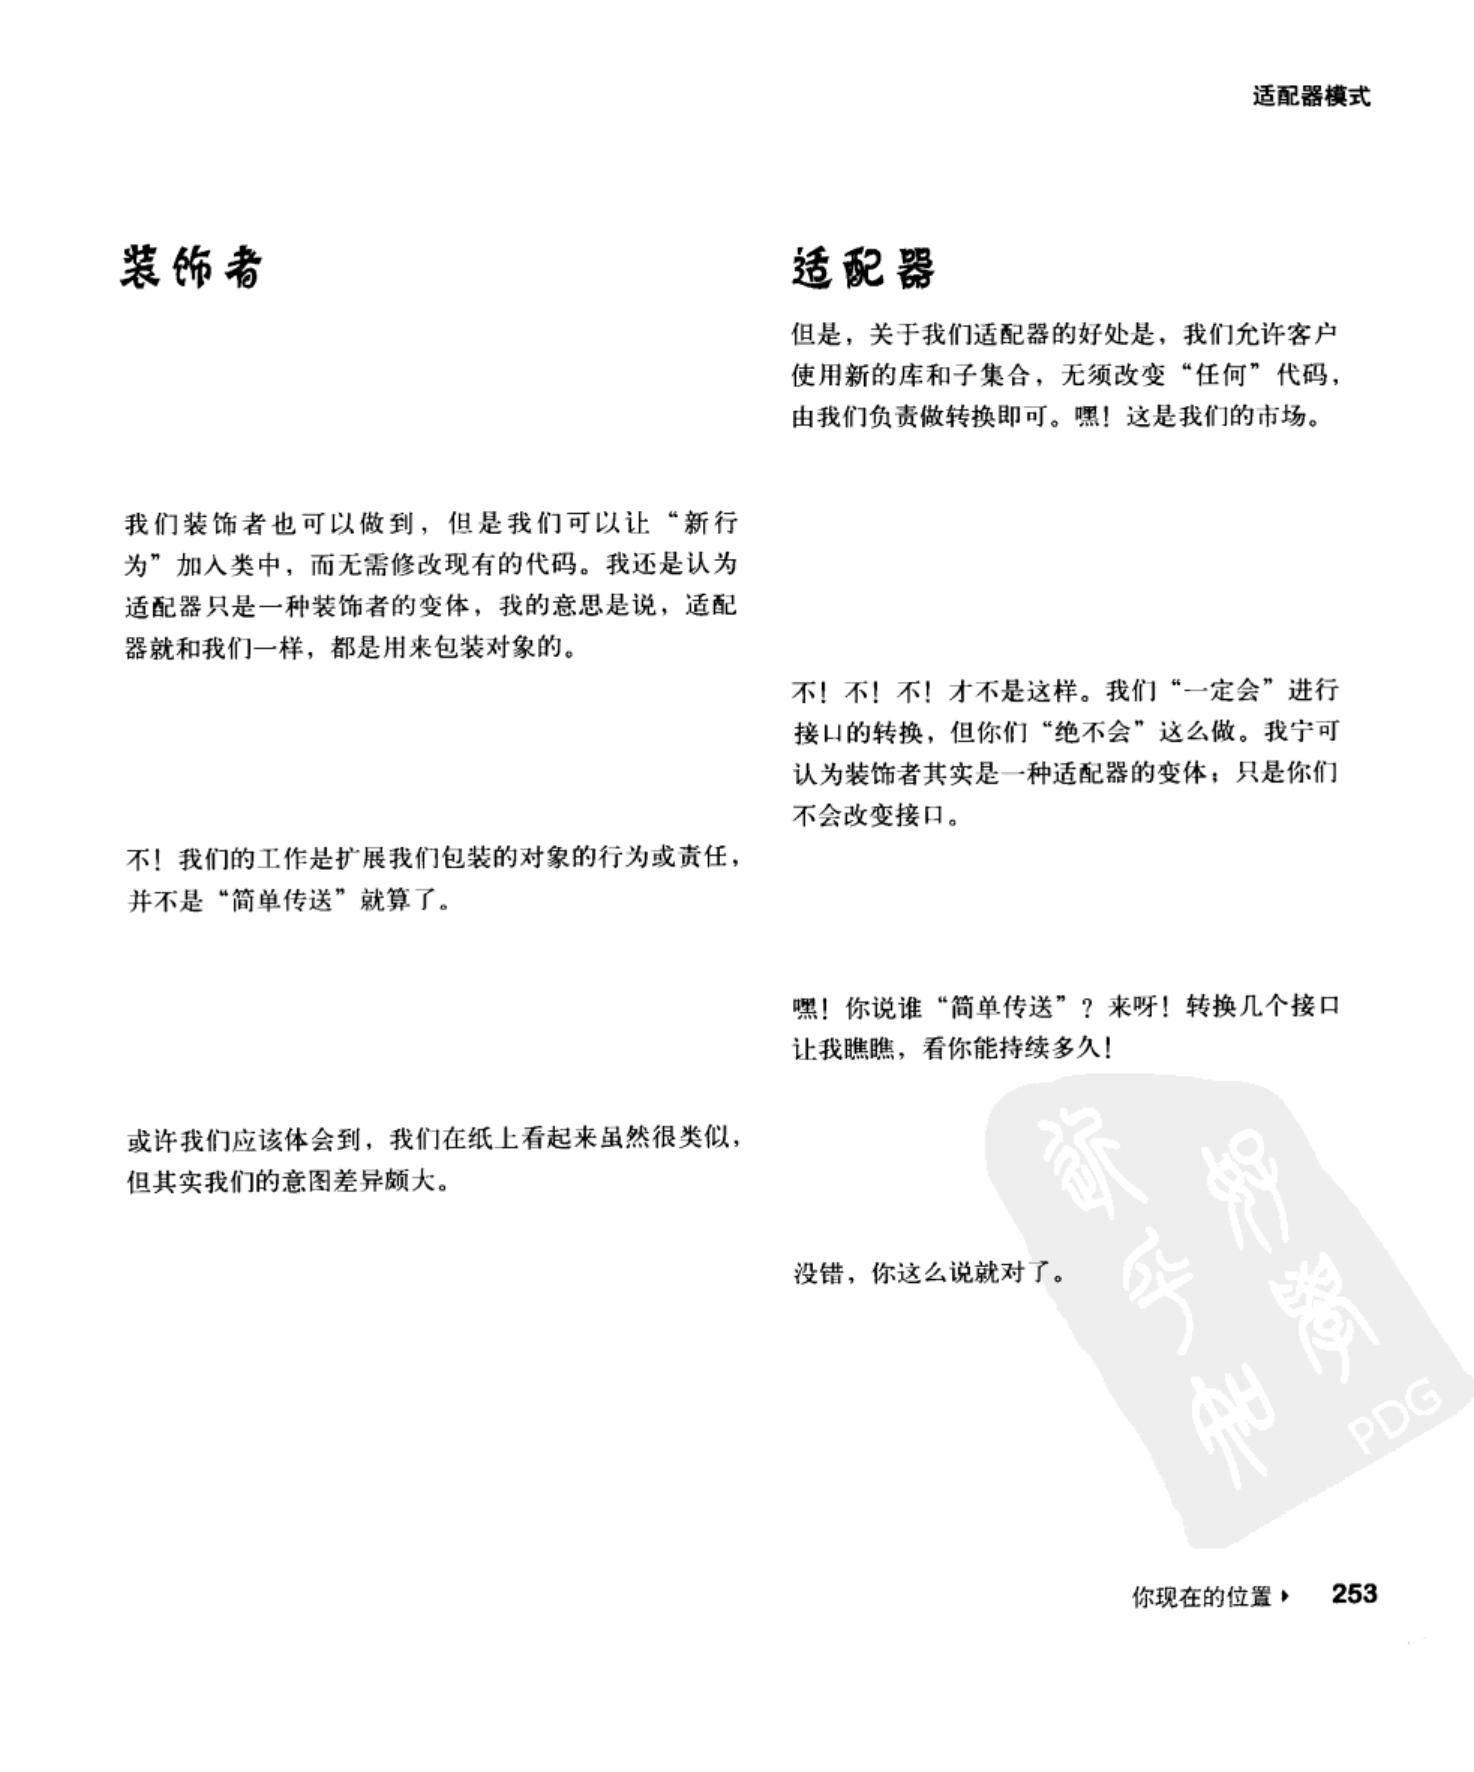 适配器模式
装饰者
适配器
但是，关于我们适配器的好处是，我们允许客户
使用新的库和子集合，无须改变“任何”代码，
由我们负责做转换即可。嘿！这是我们的市场。
我们装饰者也可以做到，但是我们可以让“新行
为”加入类中，而无需修改现有的代码。我还是认为
适配器只是一种装饰者的变体，我的意思是说，适配
器就和我们一样，都是用来包装对象的。
不！不！不！才不是这样。我们“一定会”进行
接口的转换，但你们“绝不会”这么做。我宁可
认为装饰者其实是一种适配器的变体；只是你们
不会改变接口。
不！我们的工作是扩展我们包装的对象的行为或责任，
并不是“简单传送”就算了。
嘿！你说谁“简单传送”？来呀！转换几个接口
让我瞧瞧，看你能持续多久！
或许我们应该体会到，我们在纸上看起来虽然很类似，
但其实我们的意图差异颇大。
没错，你这么说就对了。
PDG
你现在的位置▸ 253